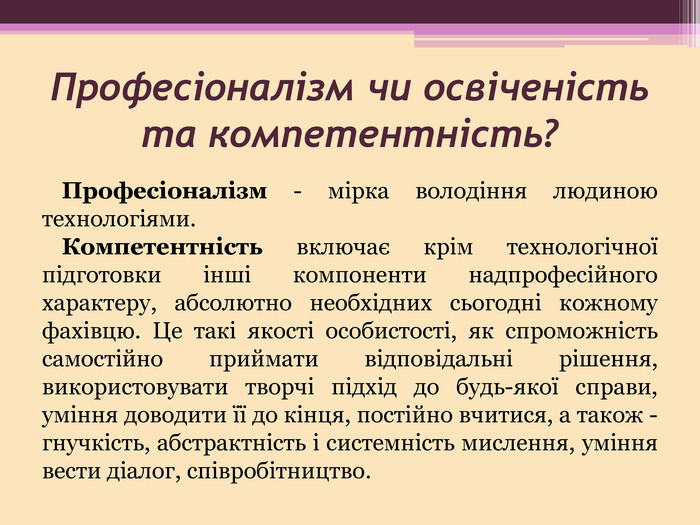 Професіоналізм чи освіченість
та компетентність?
Професіоналізм - мірка володіння людиною
технологіями.
Компетентність включає крім технологічної
підготовки інші компоненти надпрофесійного
характеру, абсолютно необхідних сьогодні кожному
фахівцю. Це такі якості особистості, як спроможність
самостійно приймати відповідальні рішення,
використовувати творчі підхід до будь-якої справи,
уміння доводити її до кінця, постійно вчитися, а також -
гнучкість, абстрактність і системність мислення, уміння
вести діалог, співробітництво.